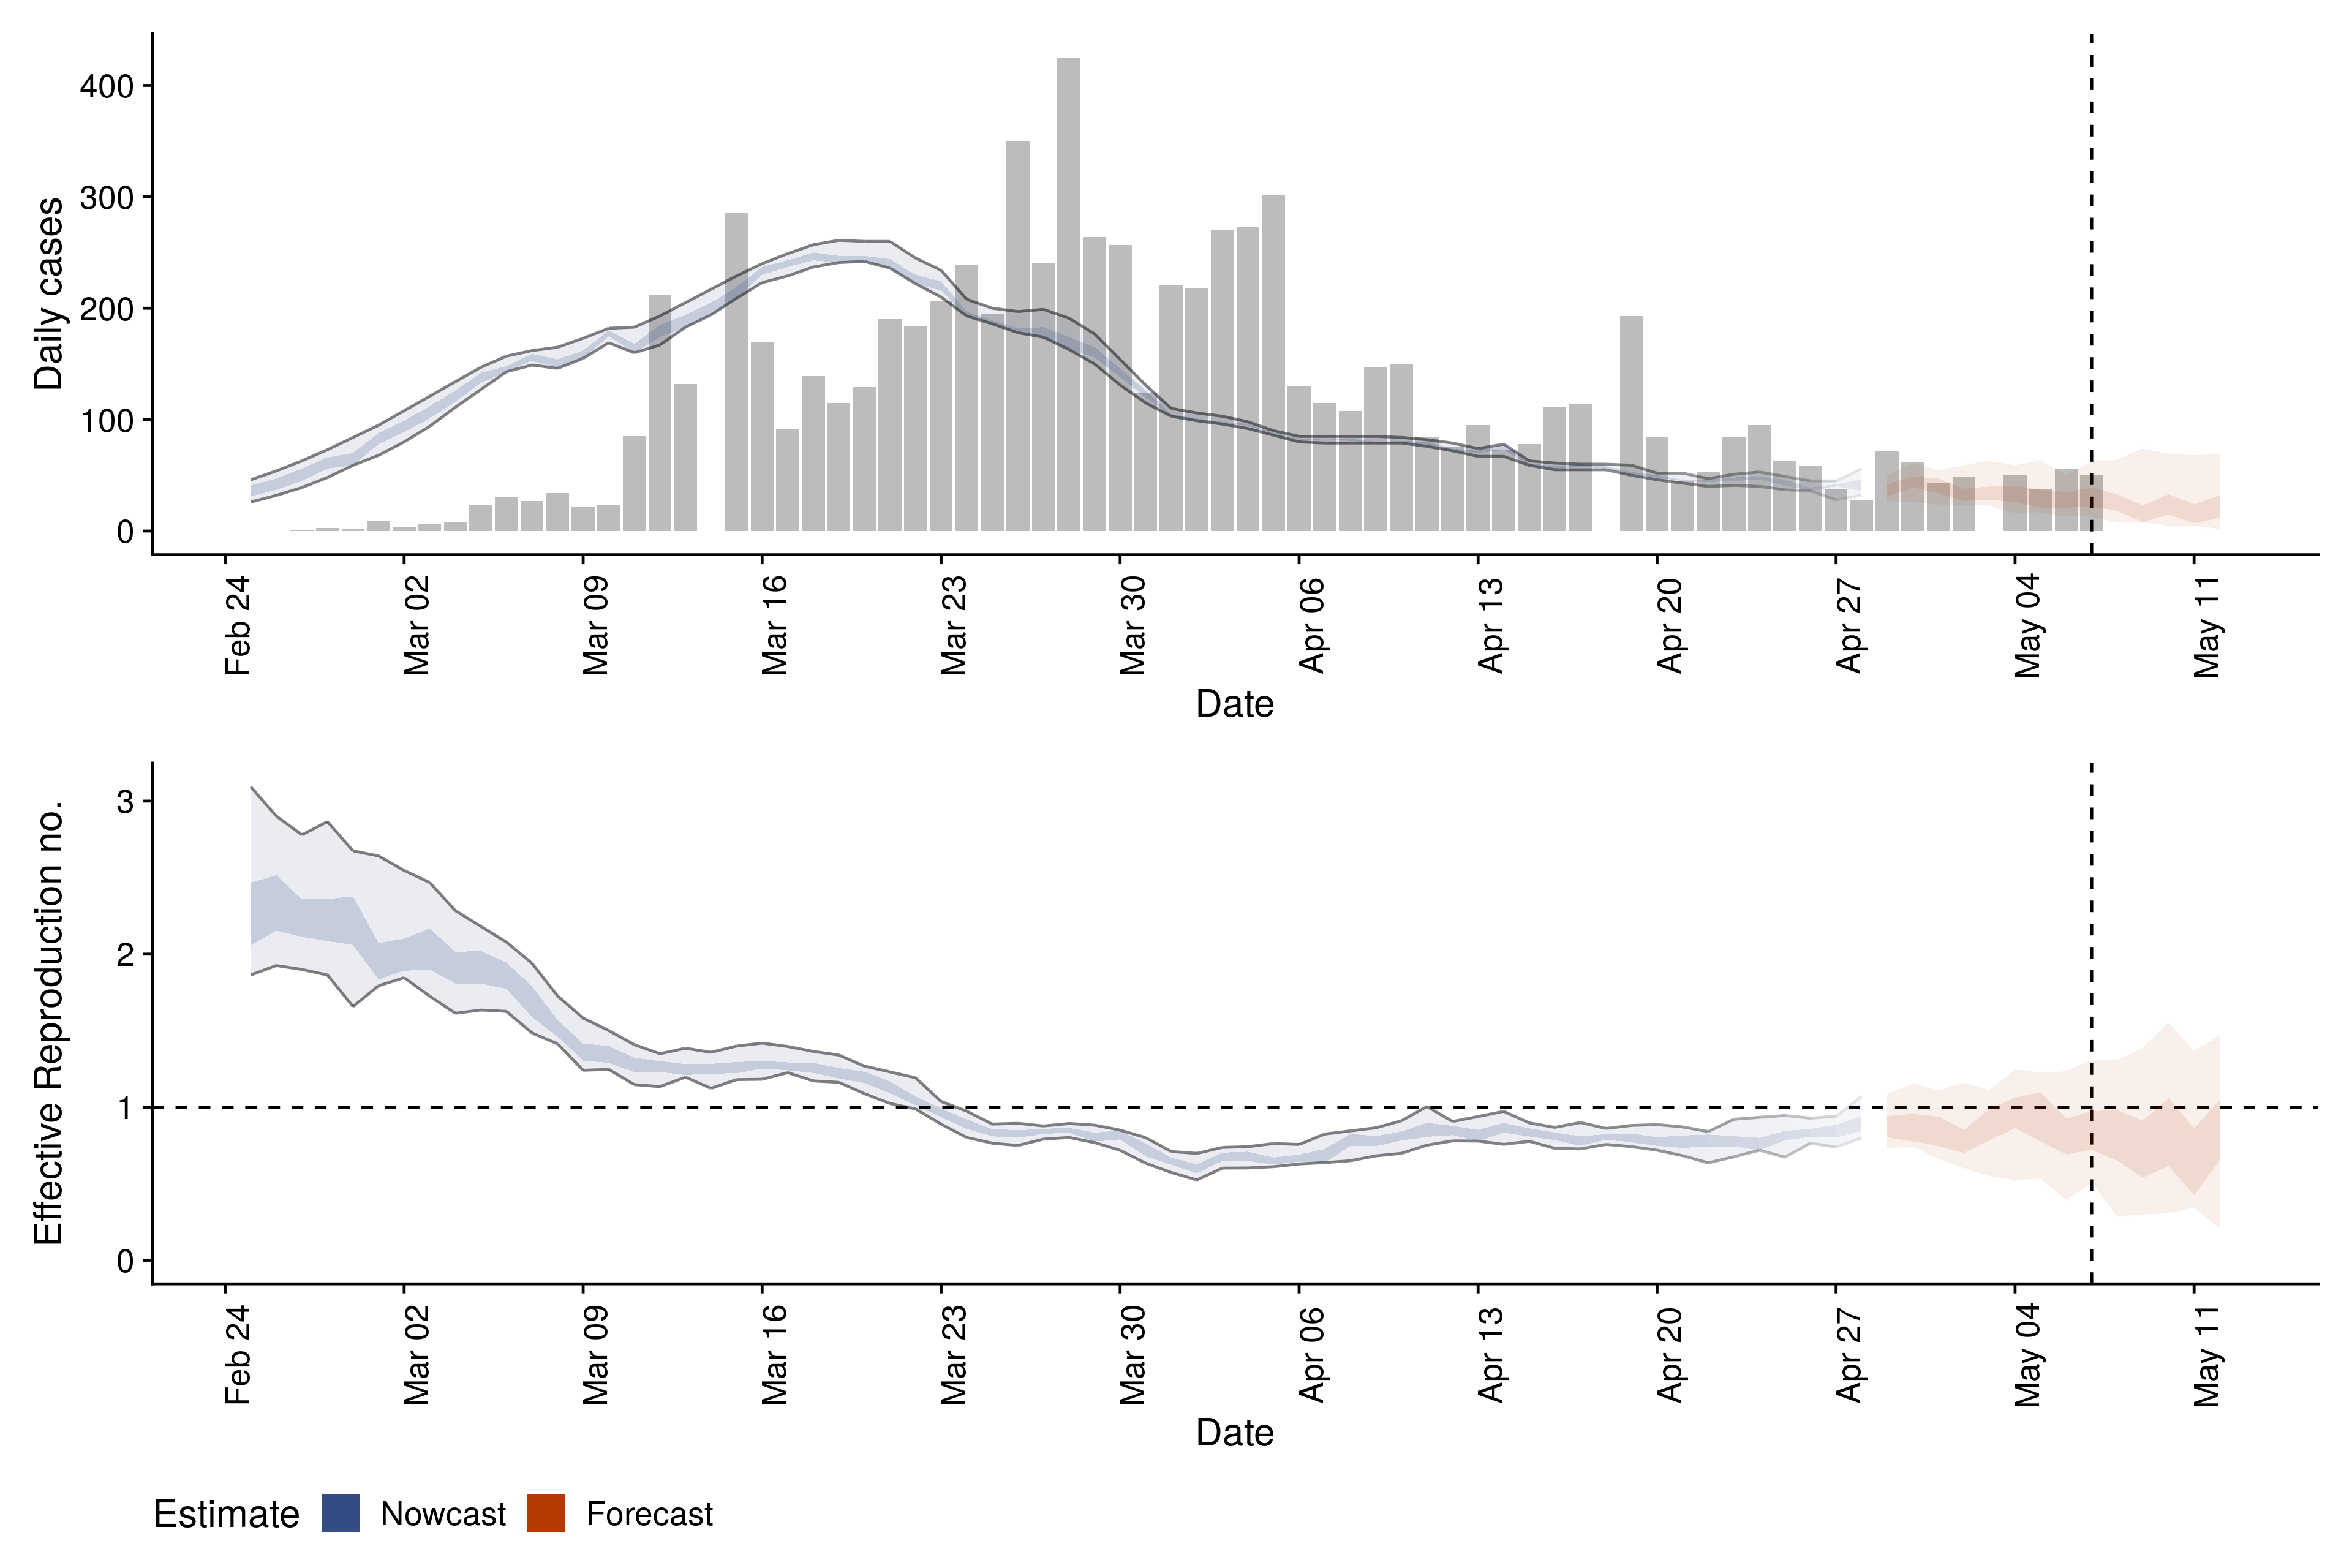 Daily cases
400
300
200
100
0
Feb 24
Mar 02
Mar 09
Mar 16
Mar 23
Mar 30
Apr 06
Apr 13
Apr 20
Apr 27
May 04
May 11
Date
Effective Reproduction no.
3
2
1
0
Feb 24
Mar 02
Mar 09
Mar 16
Mar 23
Mar 30
Apr 06
Apr 13
Apr 20
Apr 27
May 04
May 11
Date
Estimate Nowcast Forecast